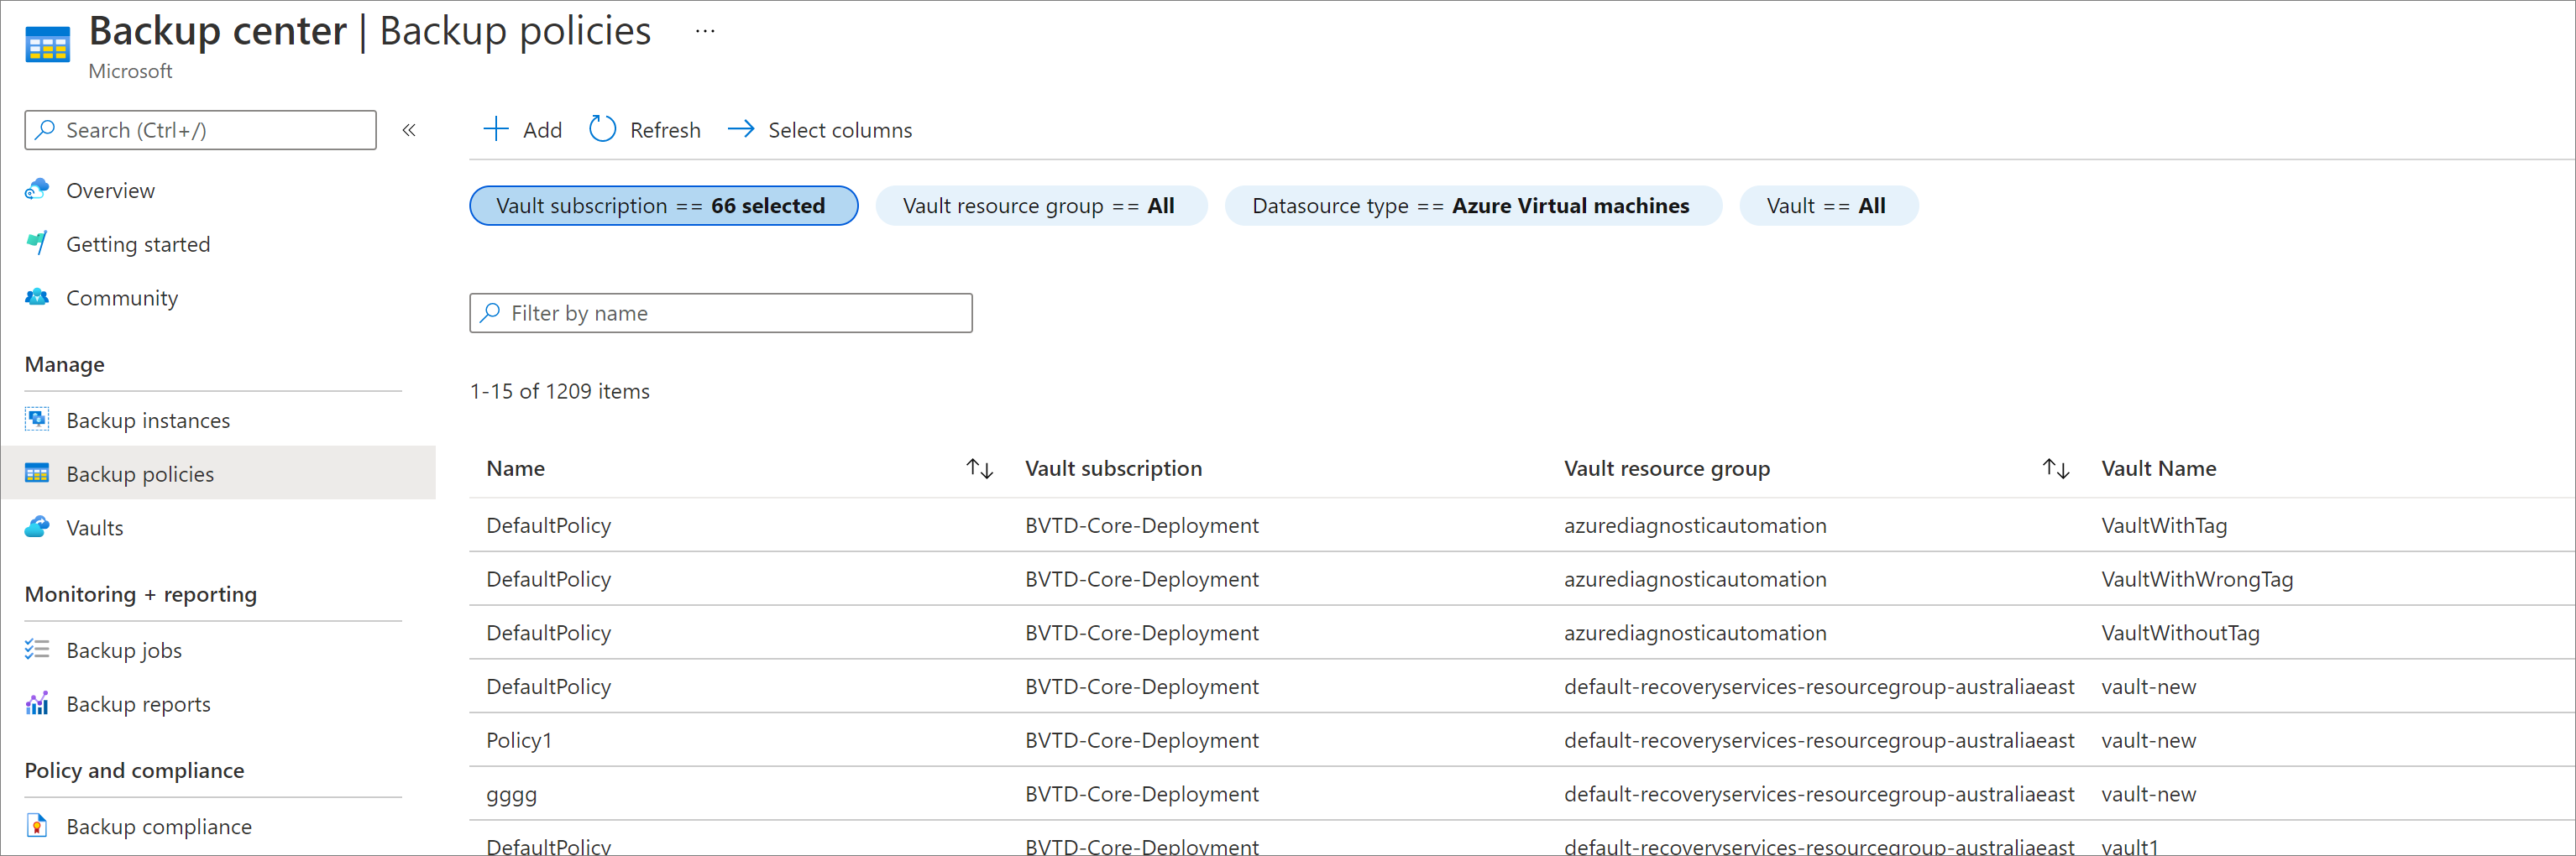 Backup center | Backup policies ...
Microsoft
Search (Ctrl+/)
«
Add Refresh Select columns
Overview
Getting started
Community
Manage
Backup instances
Backup policies
Vaults
Monitoring + reporting
Backup jobs
Backup reports
Policy and compliance
Backup compliance
Vault subscription == 66 selected Vault resource group == All Datasource type == Azure Virtual machines Vault == All
Filter by name
1-15 of 1209 items
Name Vault subscription Vault resource group Vault Name
DefaultPolicy BVTD-Core-Deployment azurediagnosticautomation VaultWithTag
DefaultPolicy BVTD-Core-Deployment azurediagnosticautomation VaultWithWrongTag
DefaultPolicy BVTD-Core-Deployment azurediagnosticautomation VaultWithoutTag
DefaultPolicy BVTD-Core-Deployment default-recoveryservices-resourcegroup-australiaeast vault-new
Policy1 BVTD-Core-Deployment default-recoveryservices-resourcegroup-australiaeast vault-new
gggg BVTD-Core-Deployment default-recoveryservices-resourcegroup-australiaeast vault-new
DefaultPolicy BVTD-Core-Deployment default-recoveryservices-resourcegroup-australiaeast vault1